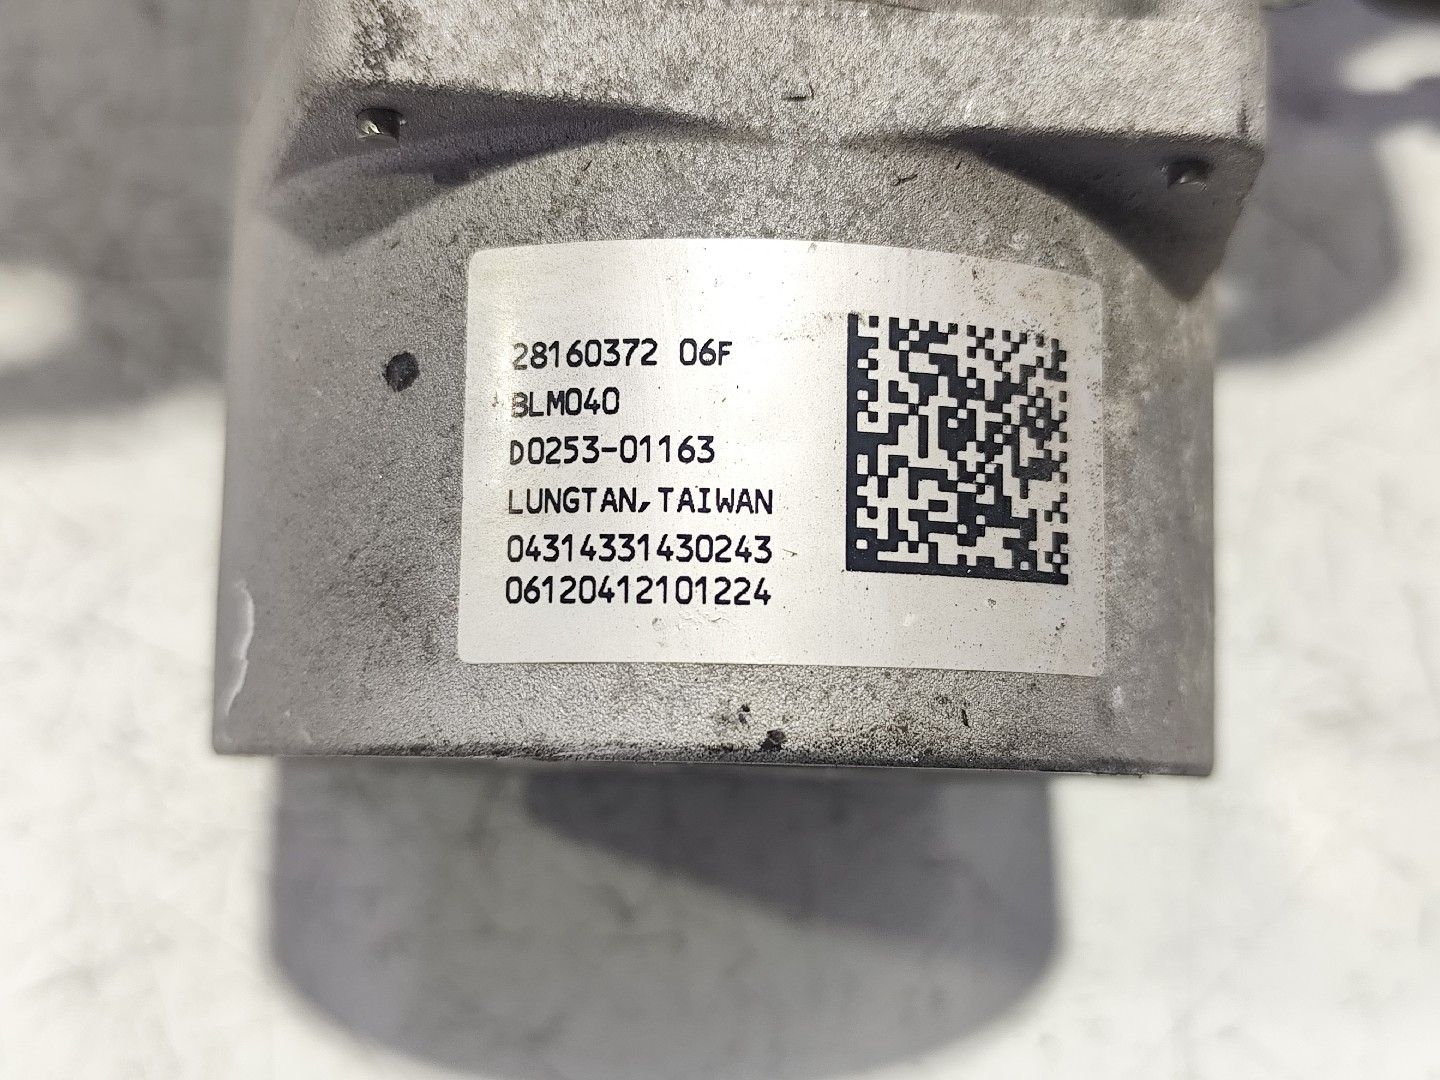 28160372 06F
BLM040
D0253-01163
LUNGTAN, TAIWAN
04314331430243
06120412101224